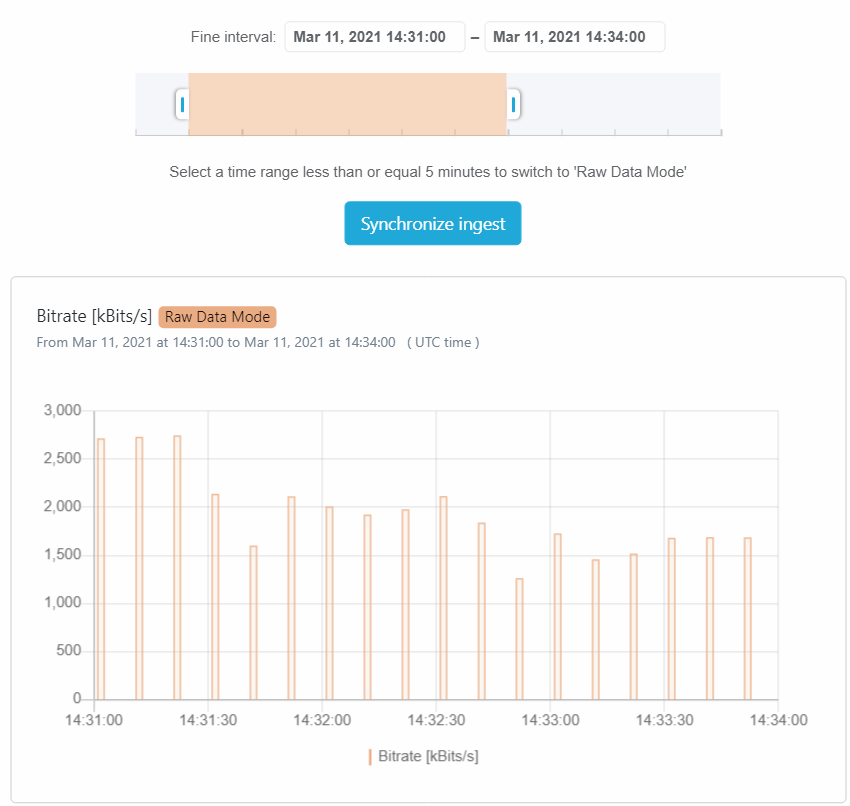 Fine interval: Mar 11, 2021 14:31:00 – Mar 11, 2021 14:34:00
Select a time range less than or equal 5 minutes to switch to 'Raw Data Mode'
Synchronize ingest
Bitrate [kBits/s] Raw Data Mode
From Mar 11, 2021 at 14:31:00 to Mar 11, 2021 at 14:34:00 ( UTC time )
3,000
2,500
2,000
1,500
1,000
500
0
14:31:00 14:31:30 14:32:00 14:32:30 14:33:00 14:33:30 14:34:00
Bitrate [kBits/s]